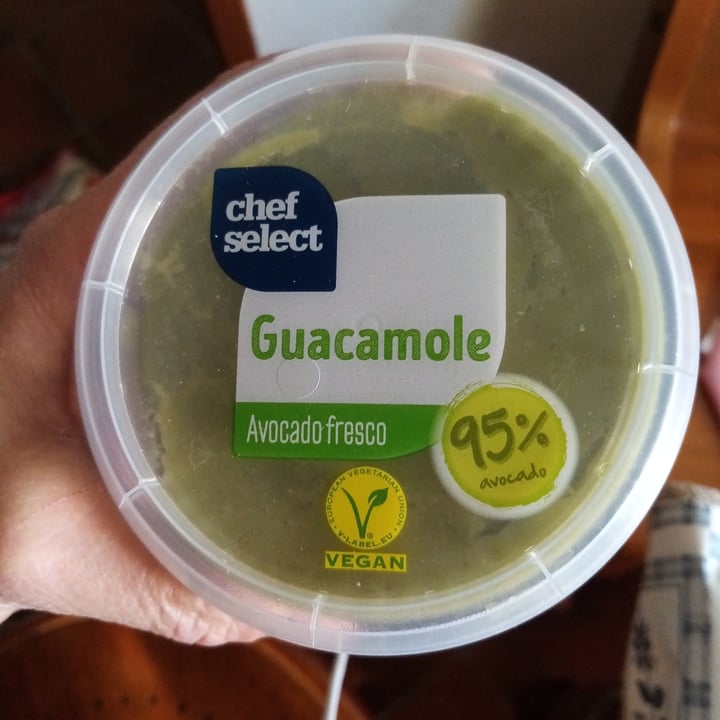 chef
select
Guacamole
Avocado fresco
95%
avocado
EUROPEAN VEGETARIAN UNION
V-LABEL.EU
VEGAN